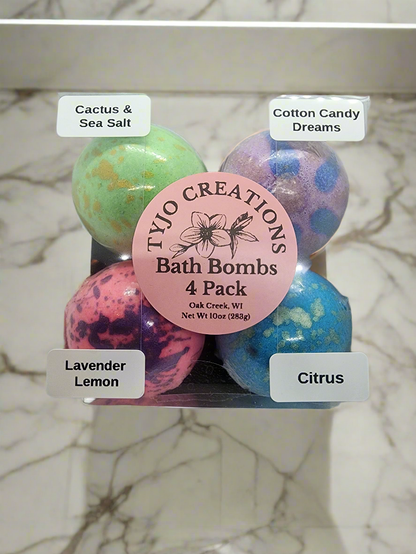 Cactus &
Sea Salt
Cotton Candy
Dreams
TYJO CREATIONS
Bath Bombs
4 Pack
Oak Creek, WI
Net Wt 10oz (283g)
Lavender
Lemon
Citrus